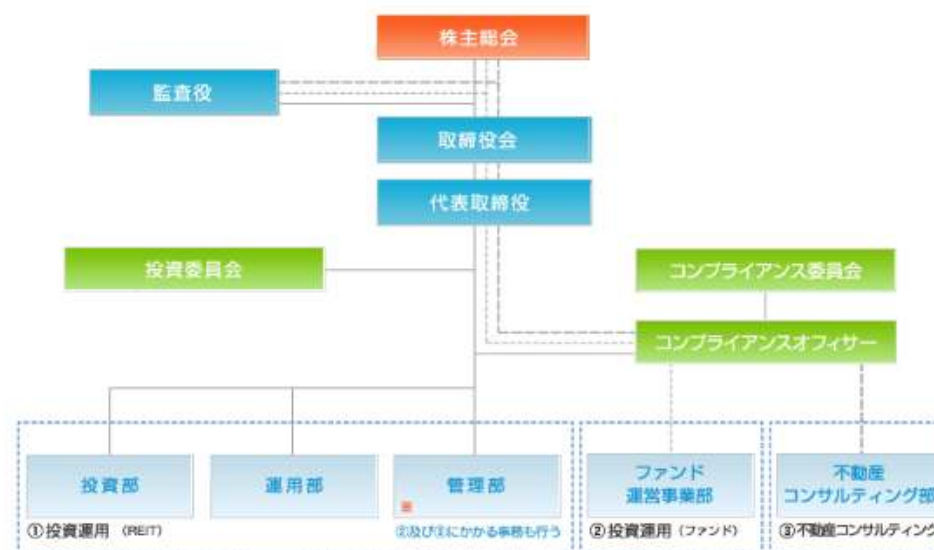 株主総会
監査役
取締役会
代表取締役
投資委員会
コンプライアンス委員会
コンプライアンスオフィサー
投資部
運用部
管理部
ファンド
運営事業部
不動産
コンサルティング部
①投資運用 (REIT)
②及び③にかかる事務も行う
②投資運用 (ファンド)
③不動産コンサルティング